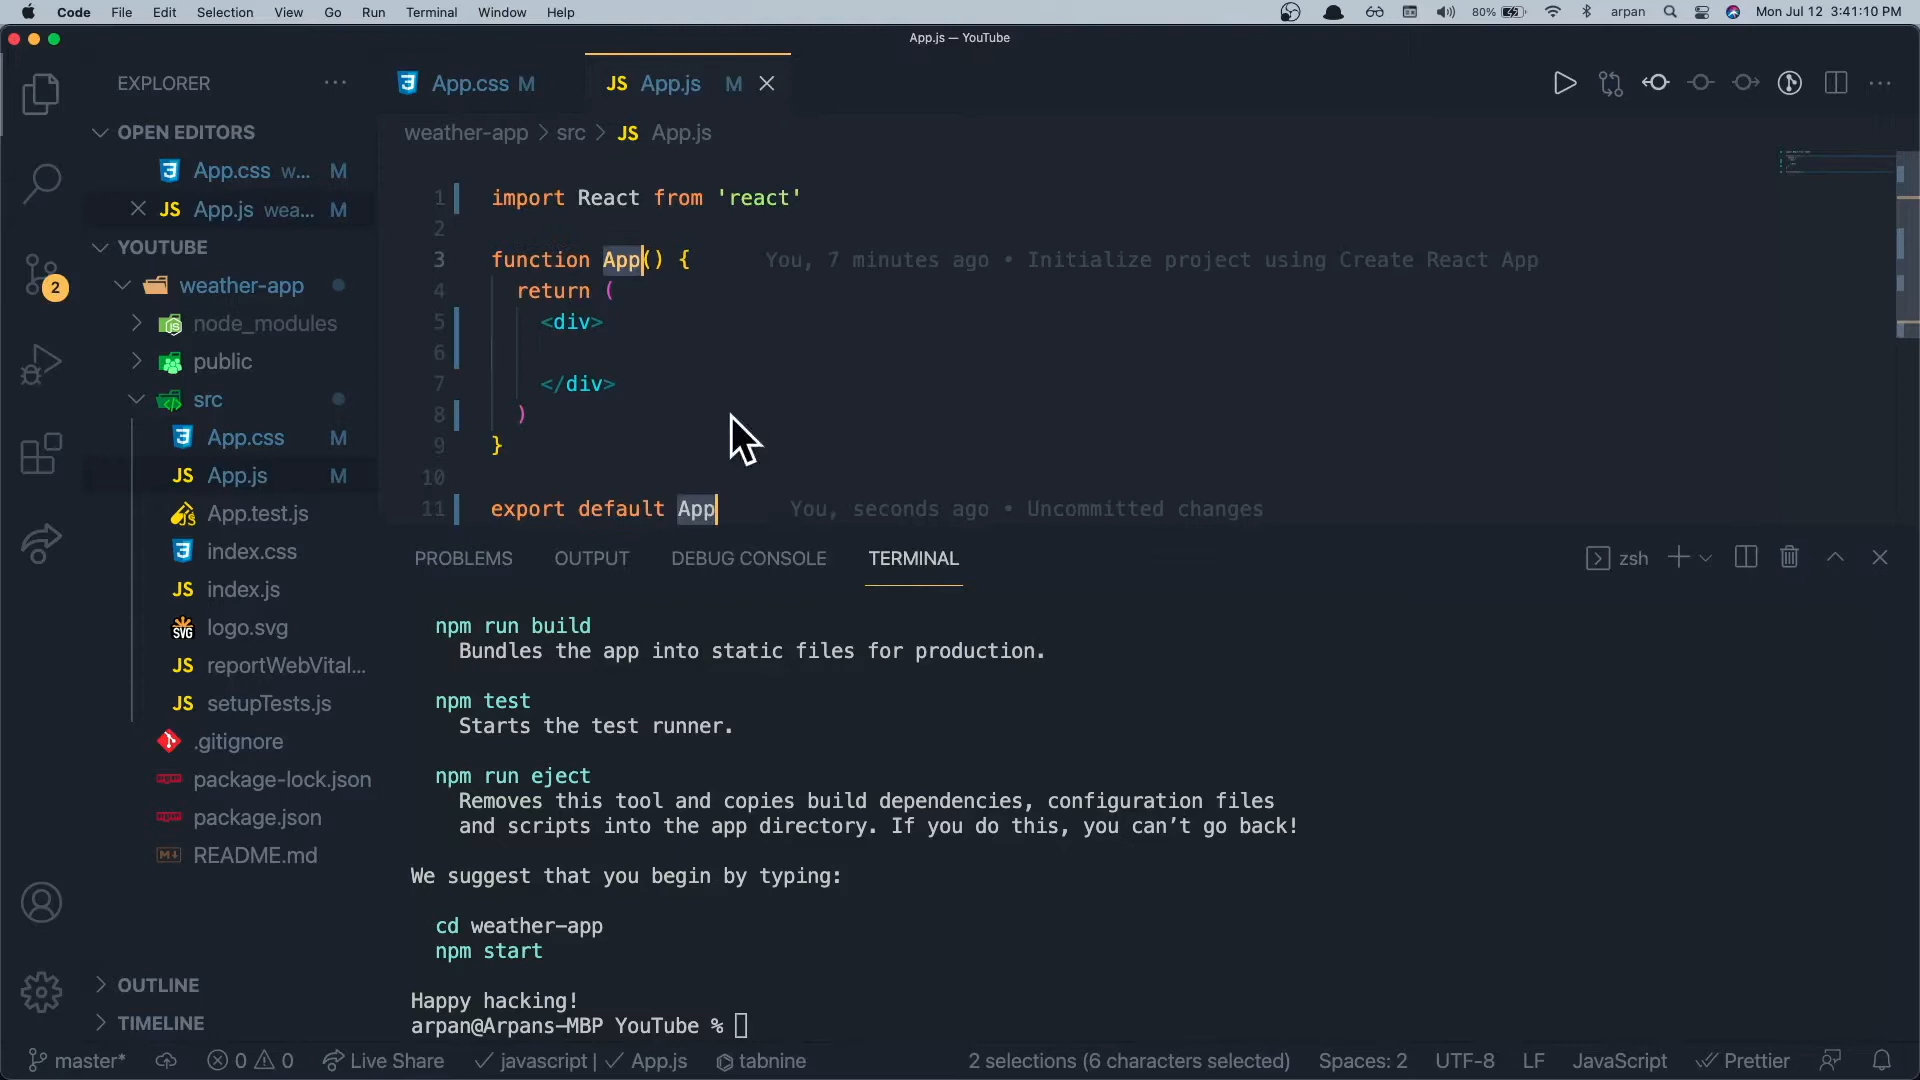 Code File Edit Selection View Go Run Terminal Window Help 80% arpan Mon Jul 12 3:41:10 PM
App.js — YouTube
EXPLORER
App.css M
JS App.js M
OPEN EDITORS
App.css w... M
JS App.js wea... M
YOUTUBE
weather-app
node_modules
public
src
App.css M
JS App.js M
App.test.js
index.css
JS index.js
SVG logo.svg
JS reportWebVital...
JS setupTests.js
.gitignore
package-lock.json
package.json
README.md
OUTLINE
TIMELINE
2
weather-app > src > JS App.js
1 import React from 'react'
2
3 function App() { You, 7 minutes ago • Initialize project using Create React App
4 return (
5 <div>
6
7 </div>
8 )
9 }
10
11 export default App You, seconds ago • Uncommitted changes
PROBLEMS OUTPUT DEBUG CONSOLE TERMINAL zsh
npm run build
Bundles the app into static files for production.
npm test
Starts the test runner.
npm run eject
Removes this tool and copies build dependencies, configuration files
and scripts into the app directory. If you do this, you can’t go back!
We suggest that you begin by typing:
cd weather-app
npm start
Happy hacking!
arpan@Arpans-MBP YouTube %
master* 0 0 Live Share javascript | App.js tabnine 2 selections (6 characters selected) Spaces: 2 UTF-8 LF JavaScript Prettier